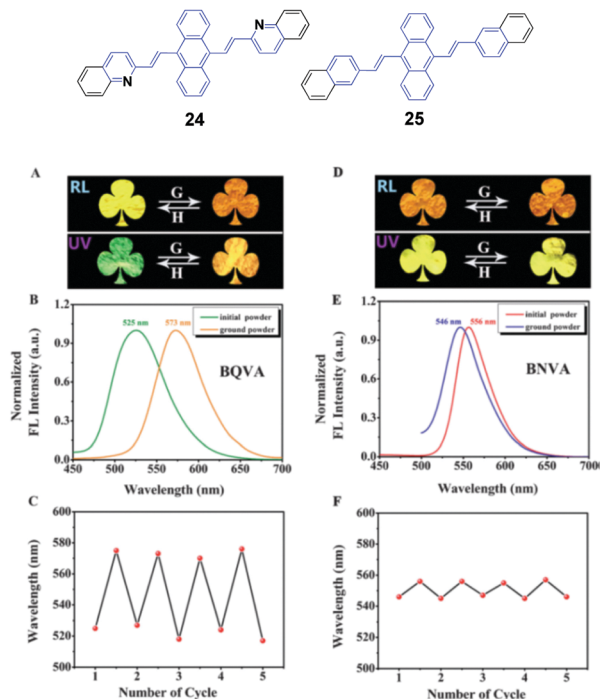 N
N
24
25
A
RL
G
H
UV
G
H
D
RL
G
H
UV
G
H
B
Normalized
FL Intensity (a.u.)
1.2
0.9
0.6
0.3
0.0
525 nm
573 nm
initial powder
ground powder
BQVA
450 500 550 600 650 700
Wavelength (nm)
E
Normalized
FL Intensity (a.u.)
1.2
0.9
0.6
0.3
0.0
546 nm
556 nm
initial powder
ground powder
BNVA
450 500 550 600 650 700
Wavelength (nm)
C
Wavelength (nm)
600
580
560
540
520
500
1 2 3 4 5
Number of Cycle
F
Wavelength (nm)
600
580
560
540
520
500
1 2 3 4 5
Number of Cycle